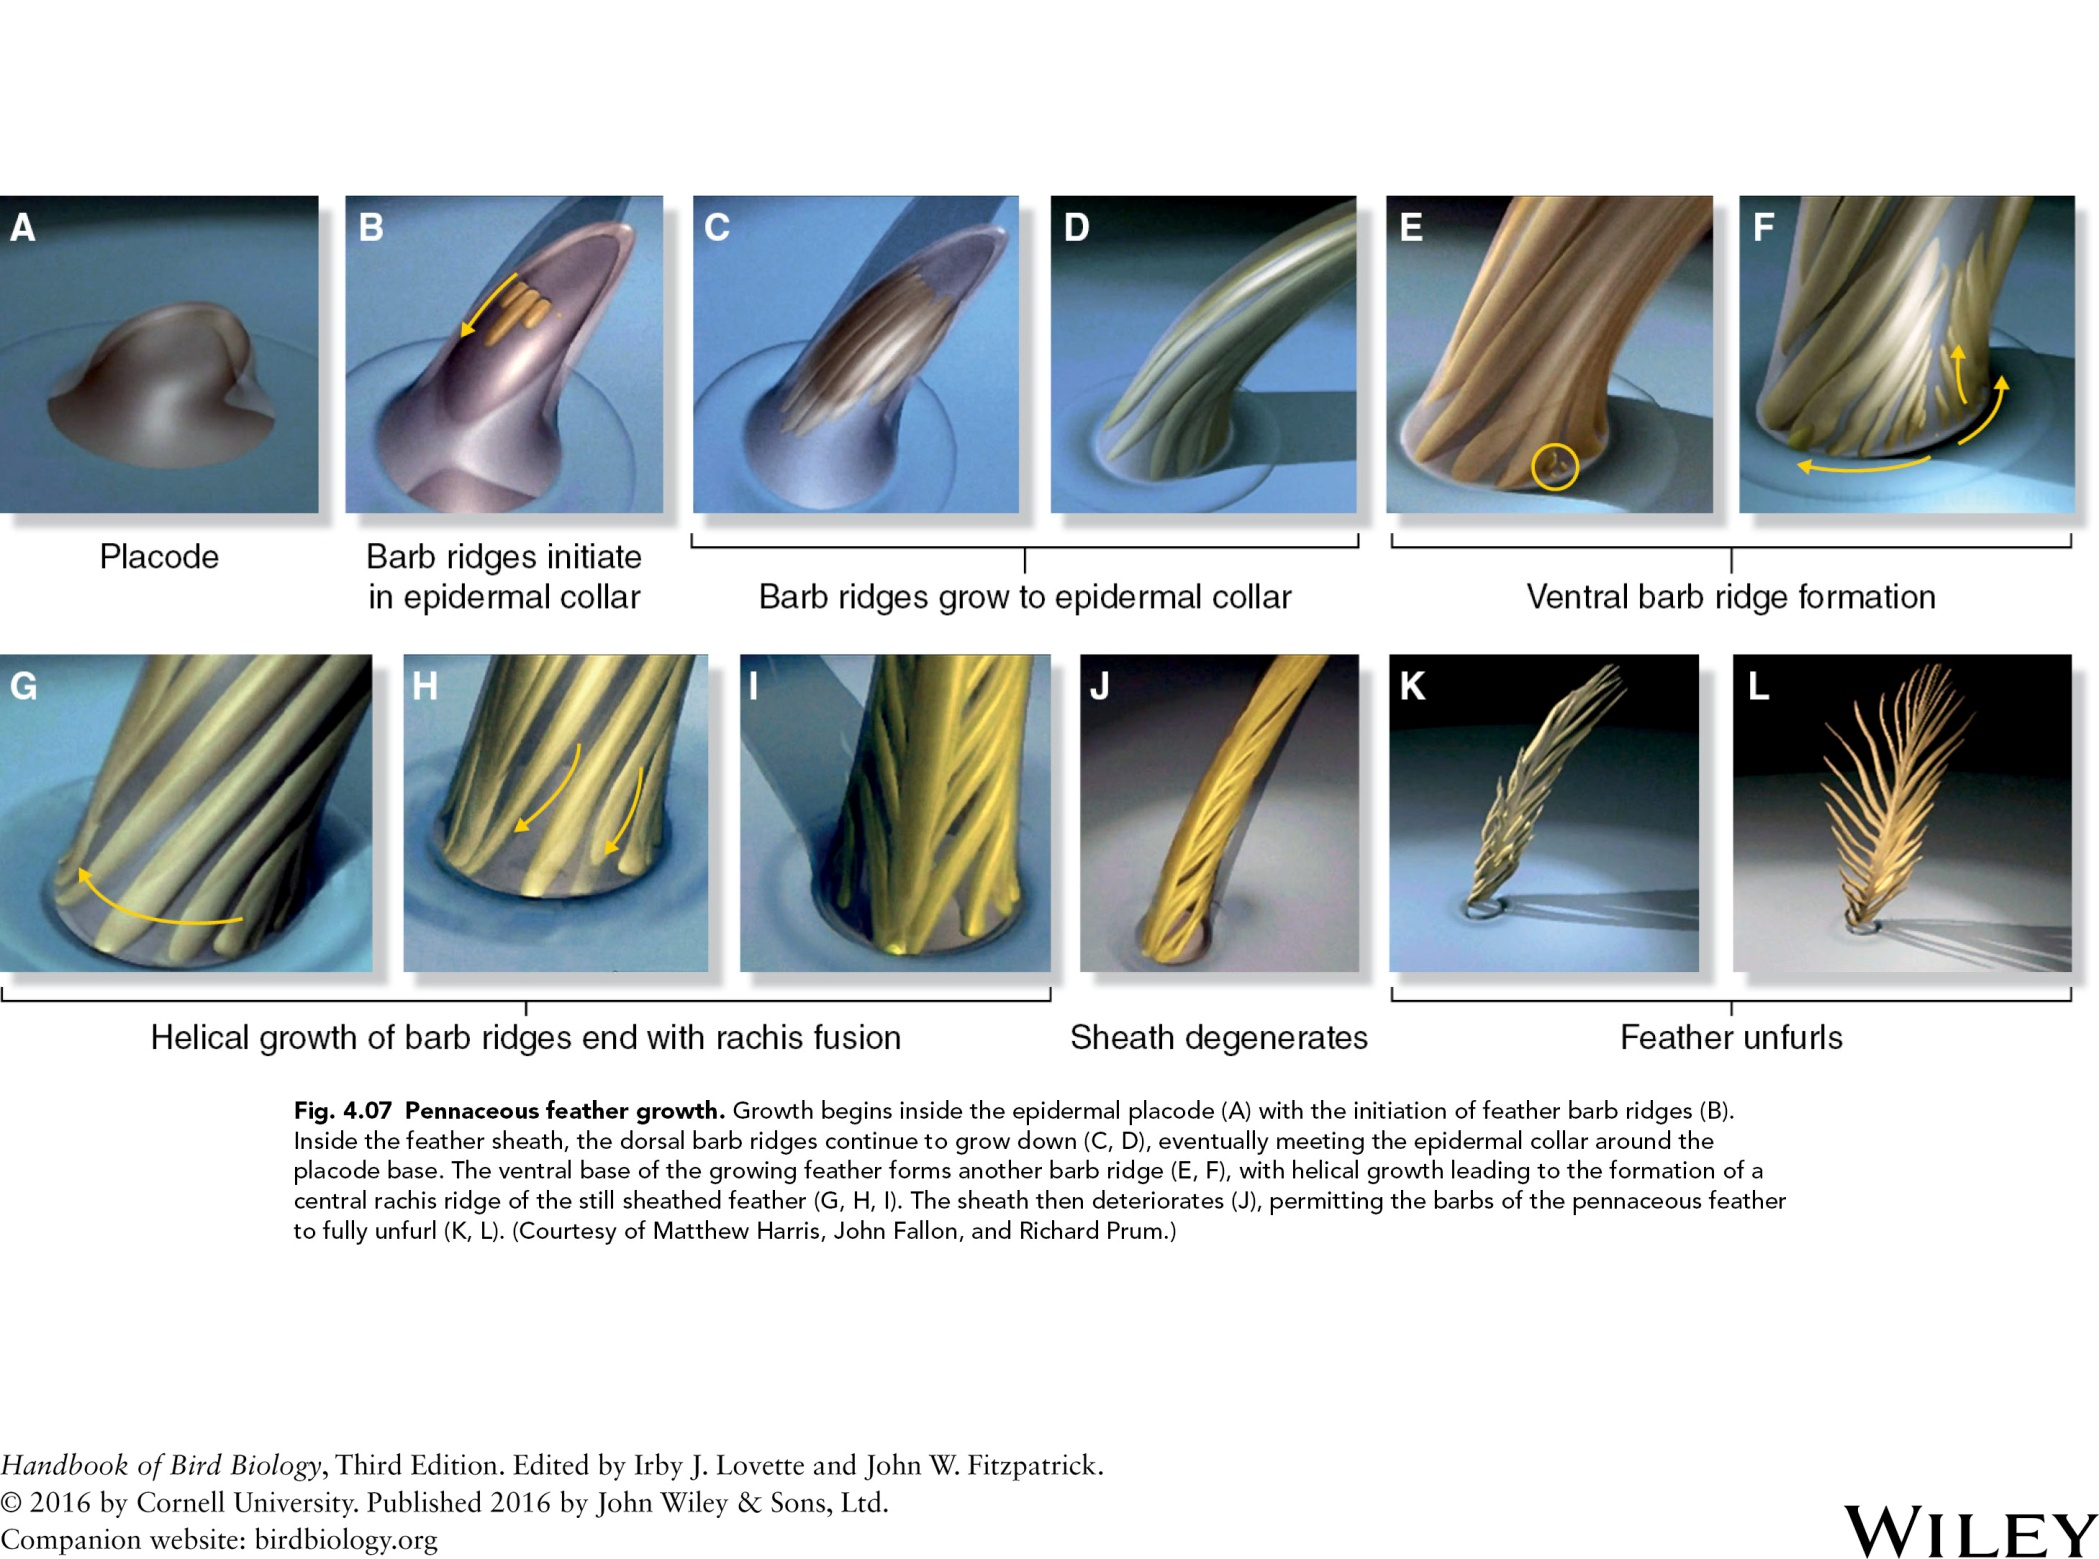 A
B
C
D
E
F
Placode
Barb ridges initiate
in epidermal collar
Barb ridges grow to epidermal collar
Ventral barb ridge formation
G
H
I
J
K
L
Helical growth of barb ridges end with rachis fusion
Sheath degenerates
Feather unfurls
Fig. 4.07 Pennaceous feather growth. Growth begins inside the epidermal placode (A) with the initiation of feather barb ridges (B).
Inside the feather sheath, the dorsal barb ridges continue to grow down (C, D), eventually meeting the epidermal collar around the
placode base. The ventral base of the growing feather forms another barb ridge (E, F), with helical growth leading to the formation of a
central rachis ridge of the still sheathed feather (G, H, I). The sheath then deteriorates (J), permitting the barbs of the pennaceous feather
to fully unfurl (K, L). (Courtesy of Matthew Harris, John Fallon, and Richard Prum.)
Handbook of Bird Biology, Third Edition. Edited by Irby J. Lovette and John W. Fitzpatrick.
© 2016 by Cornell University. Published 2016 by John Wiley & Sons, Ltd.
Companion website: birdbiology.org
WILEY